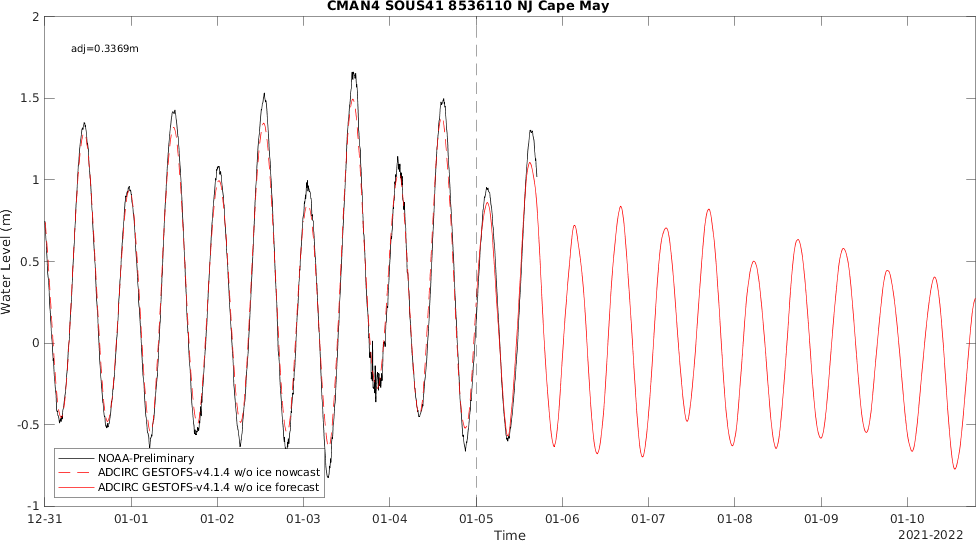 CMAN4 SOUS41 8536110 NJ Cape May
adj=0.3369m
2
1.5
1
0.5
0
-0.5
-1
Water Level (m)
NOAA-Preliminary
ADCIRC GESTOFS-v4.1.4 w/o ice nowcast
ADCIRC GESTOFS-v4.1.4 w/o ice forecast
12-31 01-01 01-02 01-03 01-04 01-05 01-06 01-07 01-08 01-09 01-10
Time
2021-2022